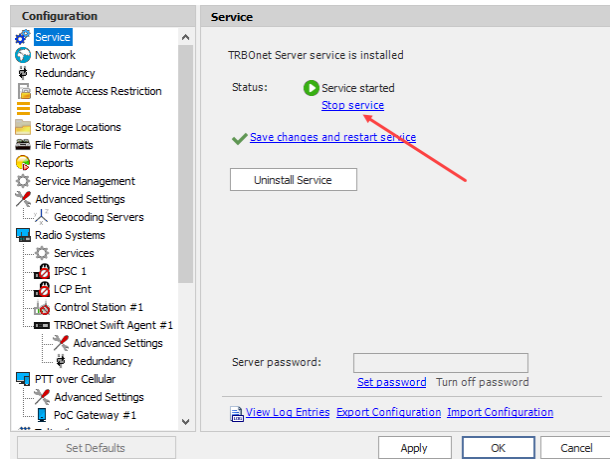 Configuration
Service
Network
Redundancy
Remote Access Restriction
Database
Storage Locations
File Formats
Reports
Service Management
Advanced Settings
Geocoding Servers
Radio Systems
Services
IPSC 1
LCP Ent
Control Station #1
TRBOnet Swift Agent #1
Advanced Settings
Redundancy
PTT over Cellular
Advanced Settings
PoC Gateway #1
Set Defaults
Service
TRBOnet Server service is installed
Status: Service started
Stop service
Save changes and restart service
Uninstall Service
Server password:
Set password Turn off password
View Log Entries Export Configuration Import Configuration
Apply OK Cancel